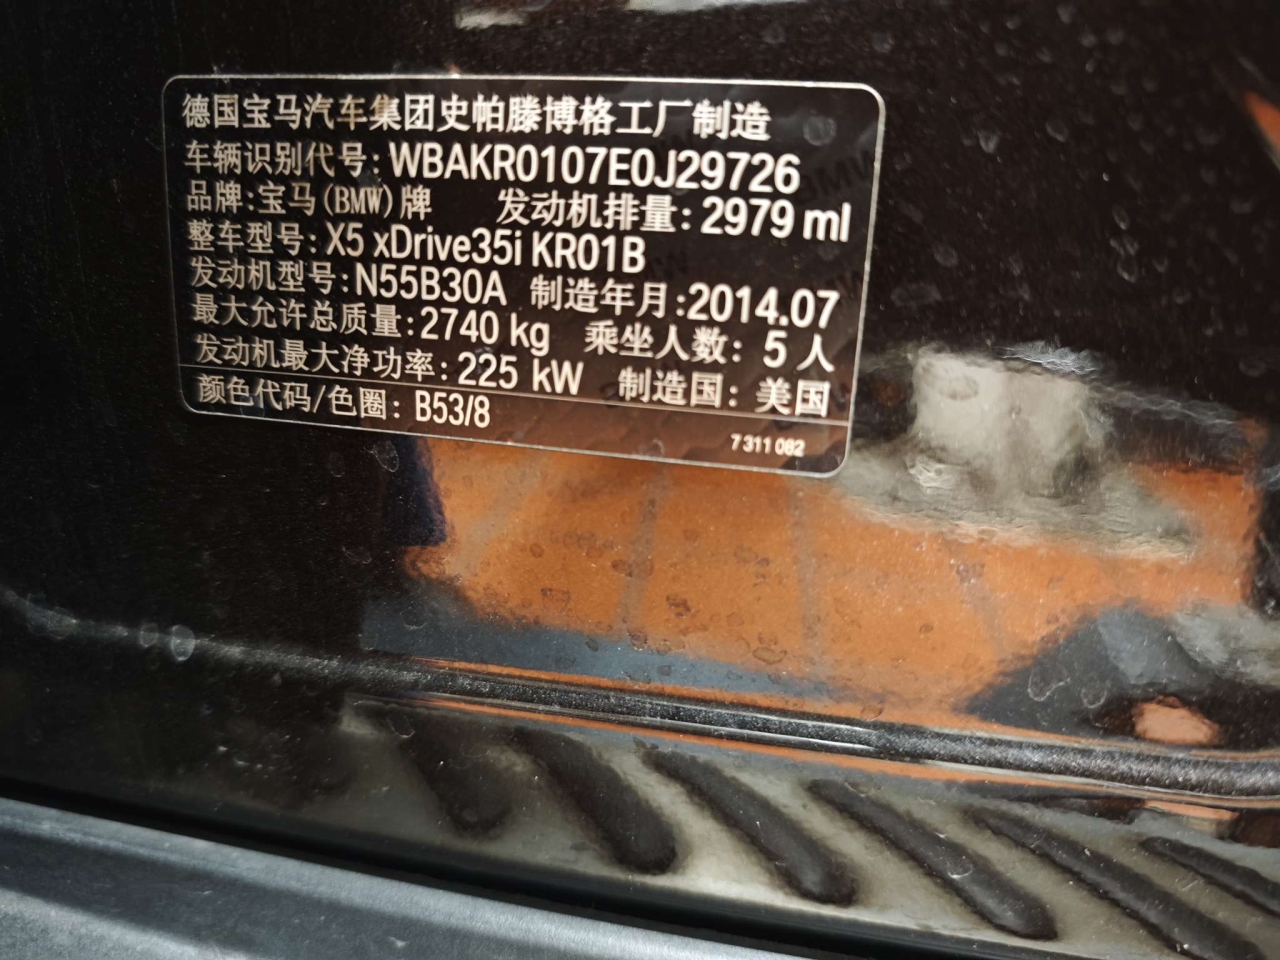 德国宝马汽车集团史帕滕博格工厂制造
车辆识别代号: WBAKR0107E0J29726
品牌:宝马(BMW)牌 发动机排量: 2979 ml
整车型号: X5 xDrive35i KR01B
发动机型号: N55B30A 制造年月:2014.07
最大允许总质量: 2740 kg 乘坐人数: 5 人
发动机最大净功率: 225 kW 制造国: 美国
颜色代码/色圈: B53/8
7 311 082